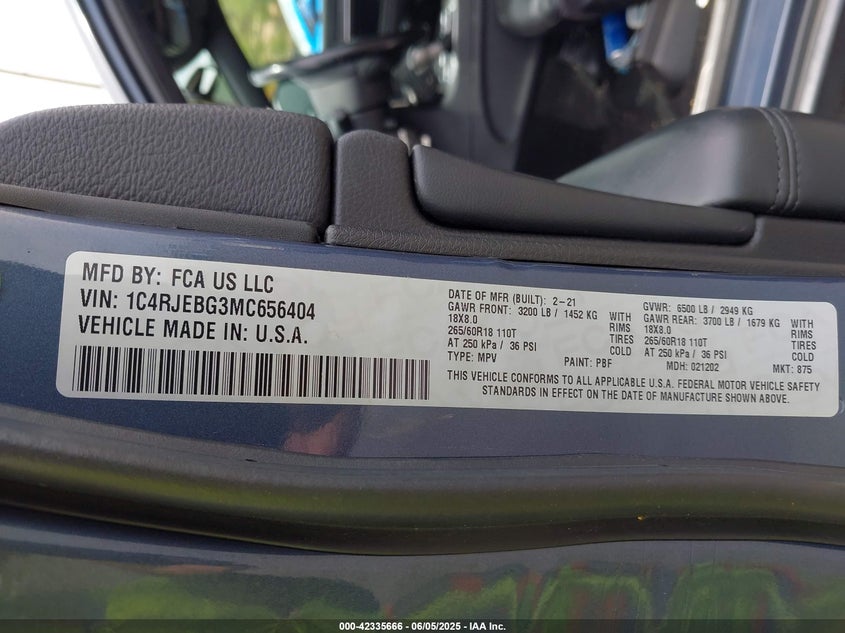 MFD BY: FCA US LLC
VIN: 1C4RJEBG3MC656404
VEHICLE MADE IN: U.S.A.
DATE OF MFR (BUILT): 2-21
GAWR FRONT: 3200 LB / 1452 KG WITH
18X8.0 RIMS
265/60R18 110T TIRES
AT 250 kPa / 36 PSI COLD
TYPE: MPV PAINT: PBF
GVWR: 6500 LB / 2949 KG
GAWR REAR: 3700 LB / 1679 KG WITH
18X8.0 RIMS
265/60R18 110T TIRES
AT 250 kPa / 36 PSI COLD
MDH: 021202 MKT: 875
THIS VEHICLE CONFORMS TO ALL APPLICABLE U.S.A. FEDERAL MOTOR VEHICLE SAFETY
STANDARDS IN EFFECT ON THE DATE OF MANUFACTURE SHOWN ABOVE.
000-42335666 - 06/05/2025 - IAA Inc.